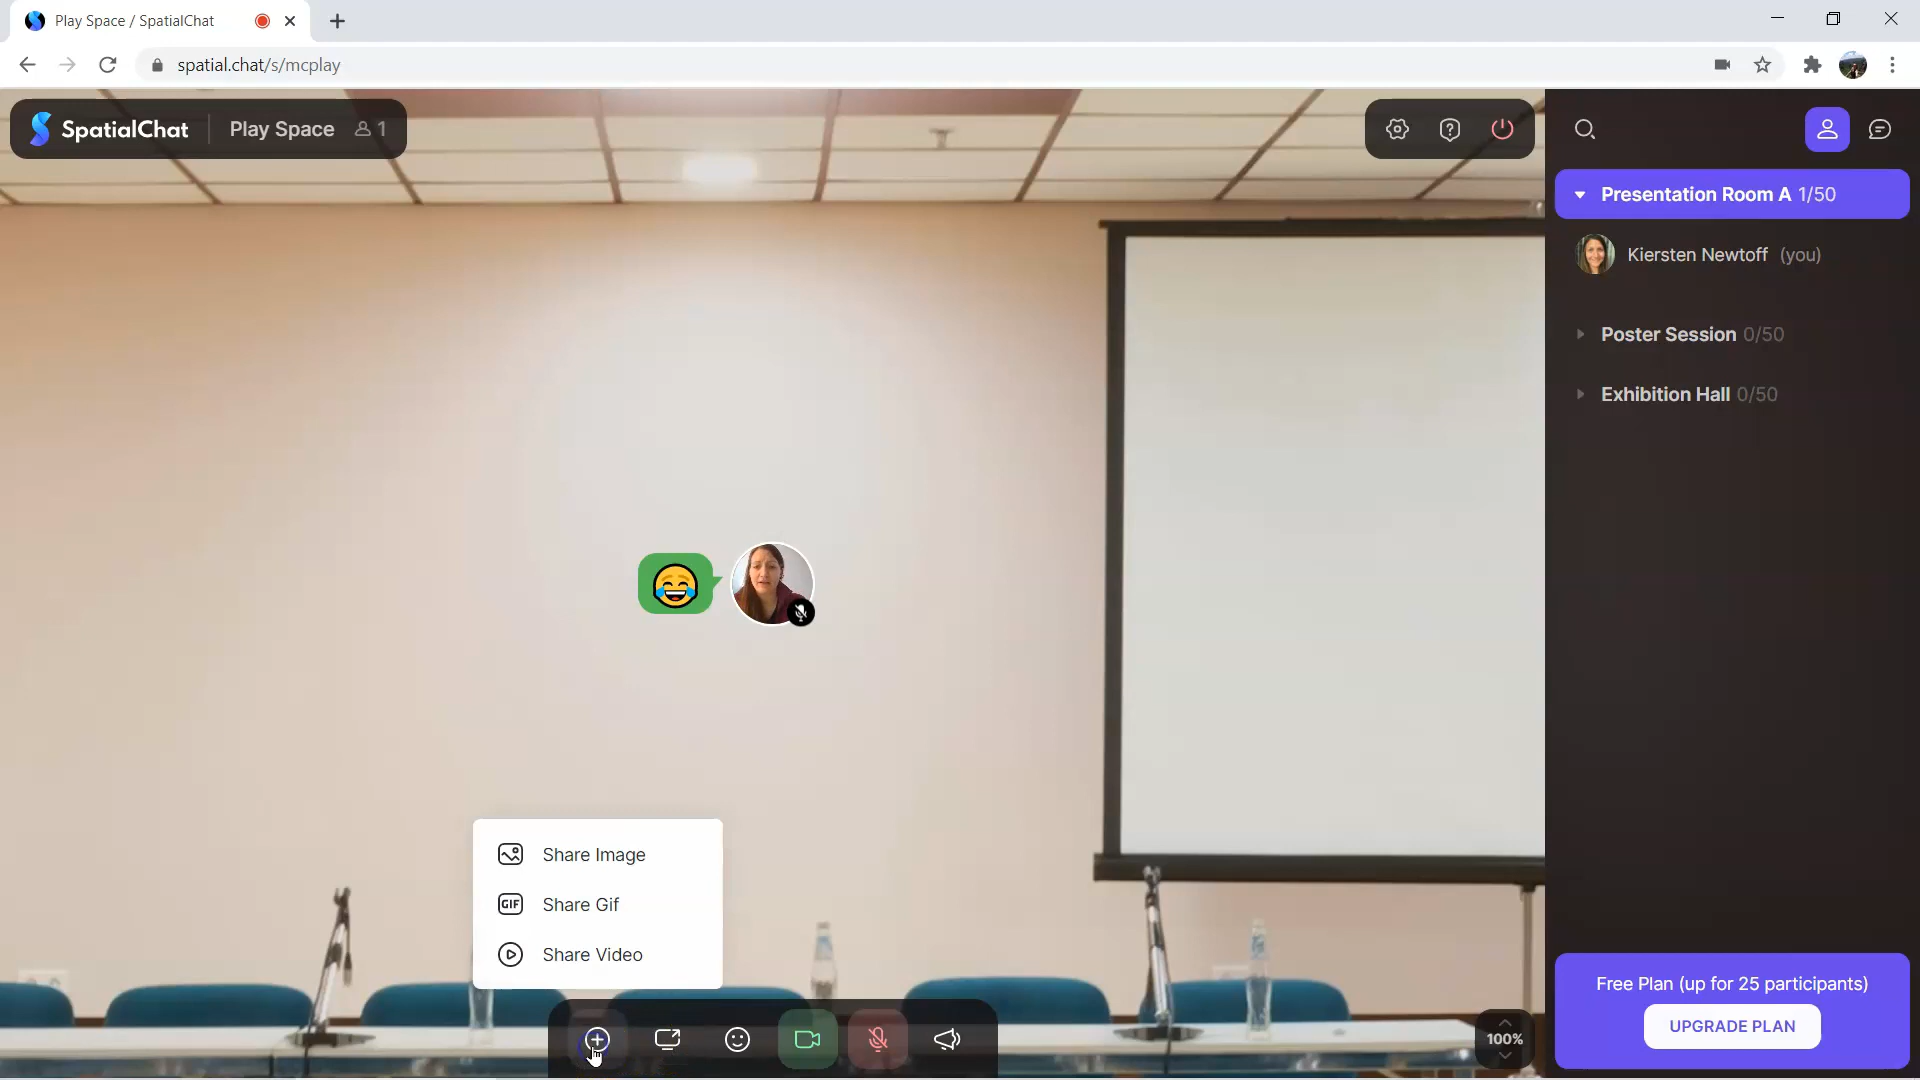 Play Space / SpatialChat
spatial.chat/s/mcplay
SpatialChat
Play Space 1
Presentation Room A 1/50
Kiersten Newtoff (you)
Poster Session 0/50
Exhibition Hall 0/50
Share Image
GIF Share Gif
Share Video
100%
Free Plan (up for 25 participants)
UPGRADE PLAN